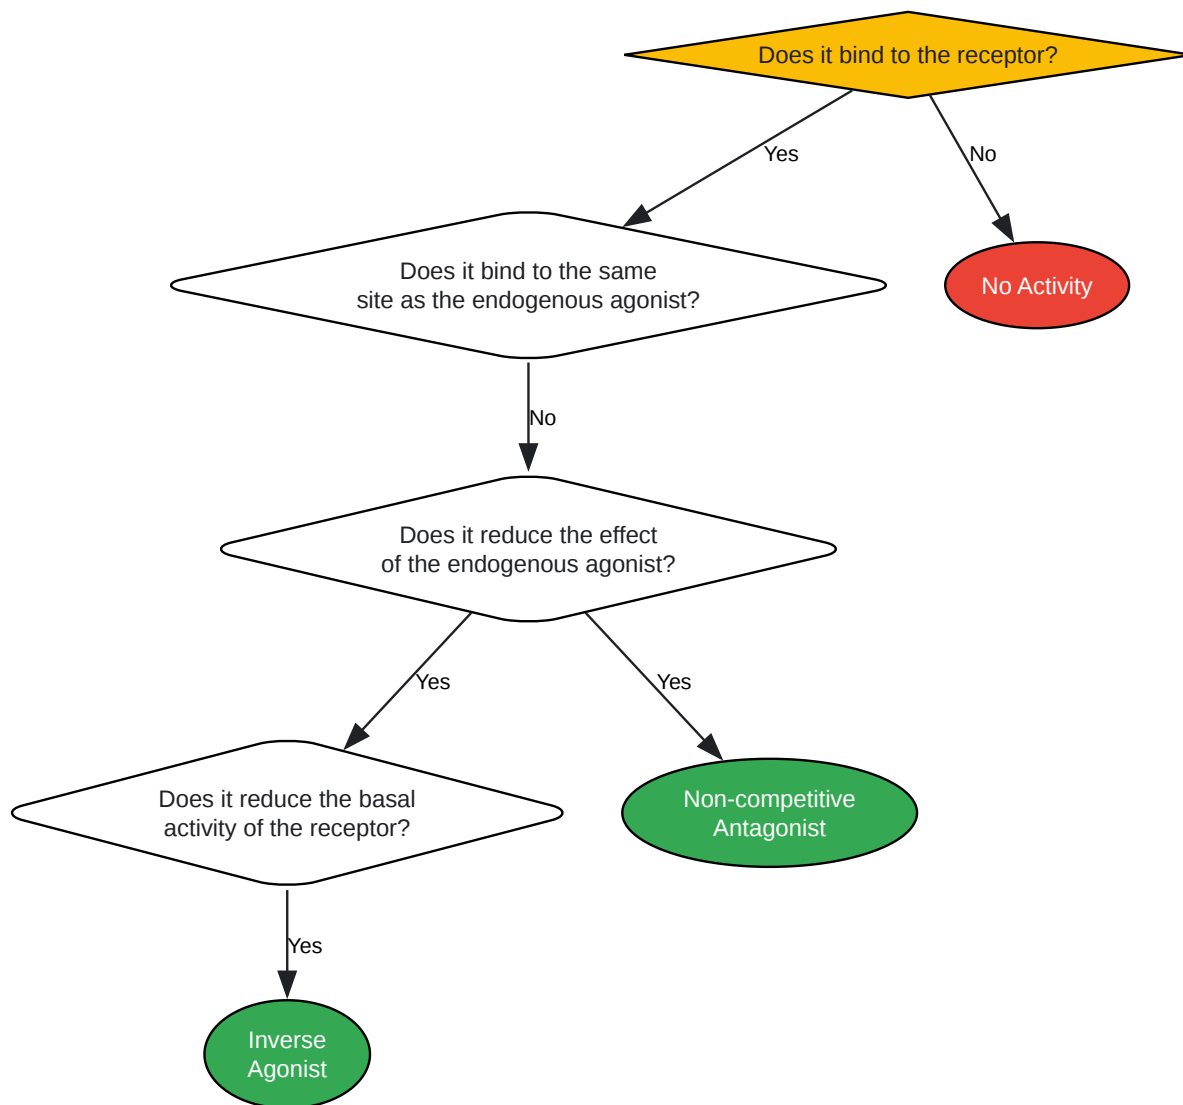 Does it bind to the receptor?
Yes
No
Does it bind to the same
site as the endogenous agonist?
No Activity
No
Does it reduce the effect
of the endogenous agonist?
Yes
Yes
Does it reduce the basal
activity of the receptor?
Non-competitive
Antagonist
Yes
Inverse
Agonist